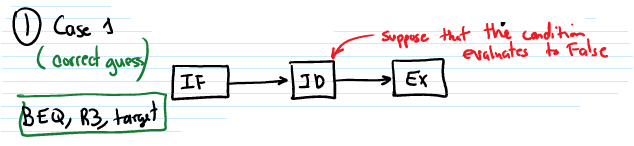 ① Case 1
(correct guess)
suppose that the condition
evaluates to False
IF
ID
EX
BEQ, R3, target